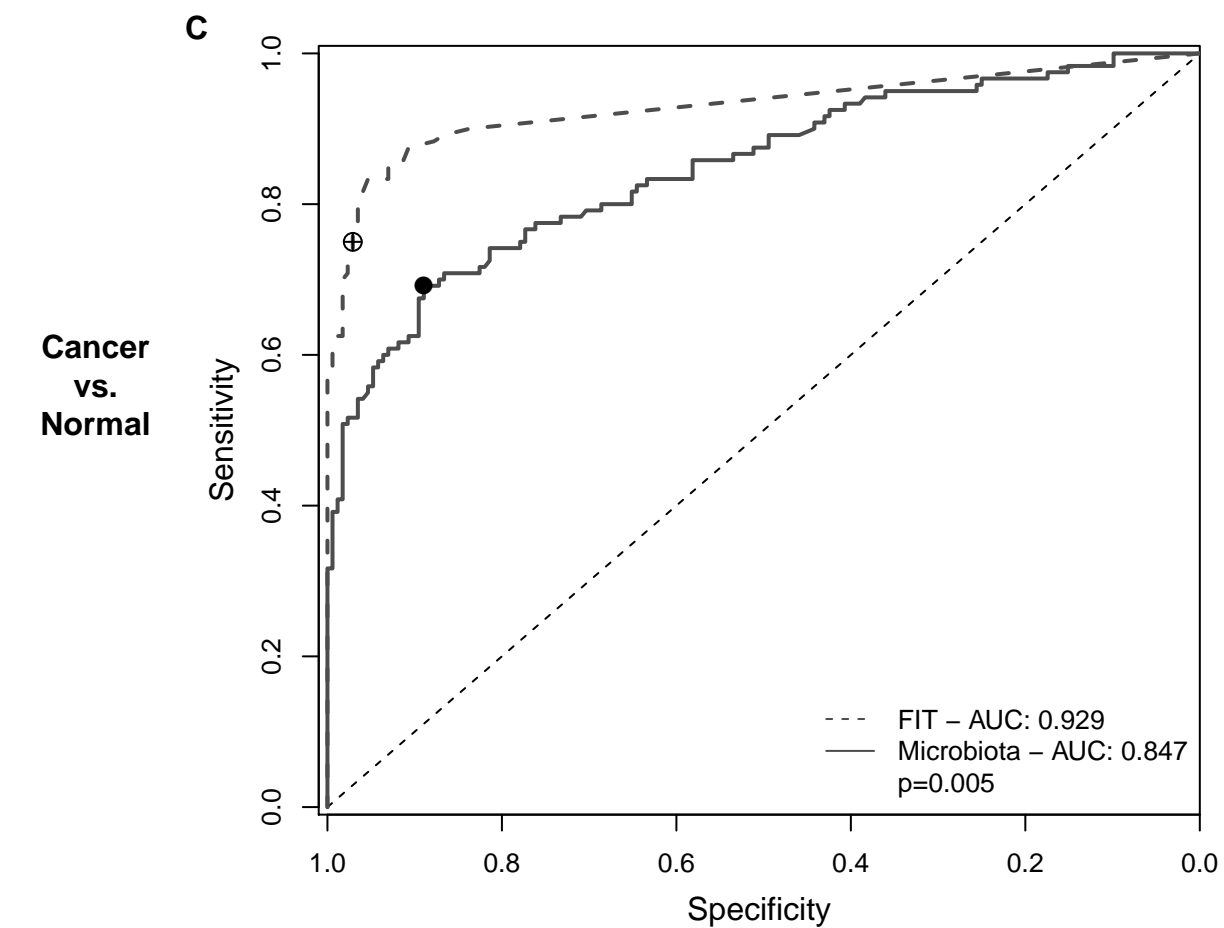 C
Cancer
vs.
Normal
Sensitivity
1.0
0.8
0.6
0.4
0.2
0.0
FIT – AUC: 0.929
Microbiota – AUC: 0.847
p=0.005
1.0 0.8 0.6 0.4 0.2 0.0
Specificity